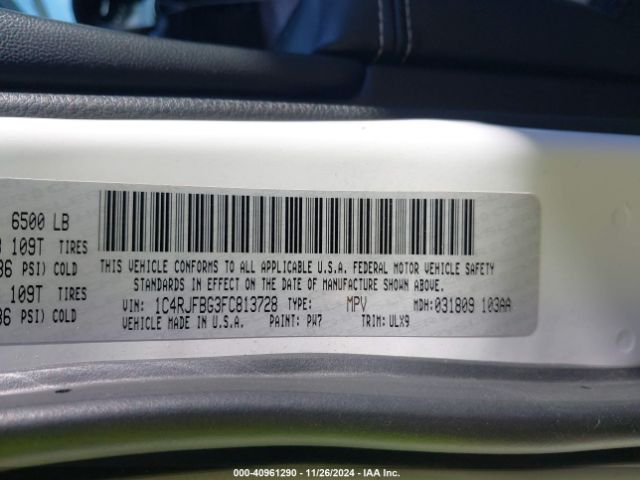 6500 LB
109T TIRES
36 PSI) COLD
109T TIRES
36 PSI) COLD
THIS VEHICLE CONFORMS TO ALL APPLICABLE U.S.A. FEDERAL MOTOR VEHICLE SAFETY
STANDARDS IN EFFECT ON THE DATE OF MANUFACTURE SHOWN ABOVE.
VIN: 1C4RJFBG3FC813728 TYPE: MPV MDH:031809 103AA
VEHICLE MADE IN U.S.A. PAINT: PW7 TRIM: ULX9
000-40961290 - 11/26/2024 - IAA Inc.